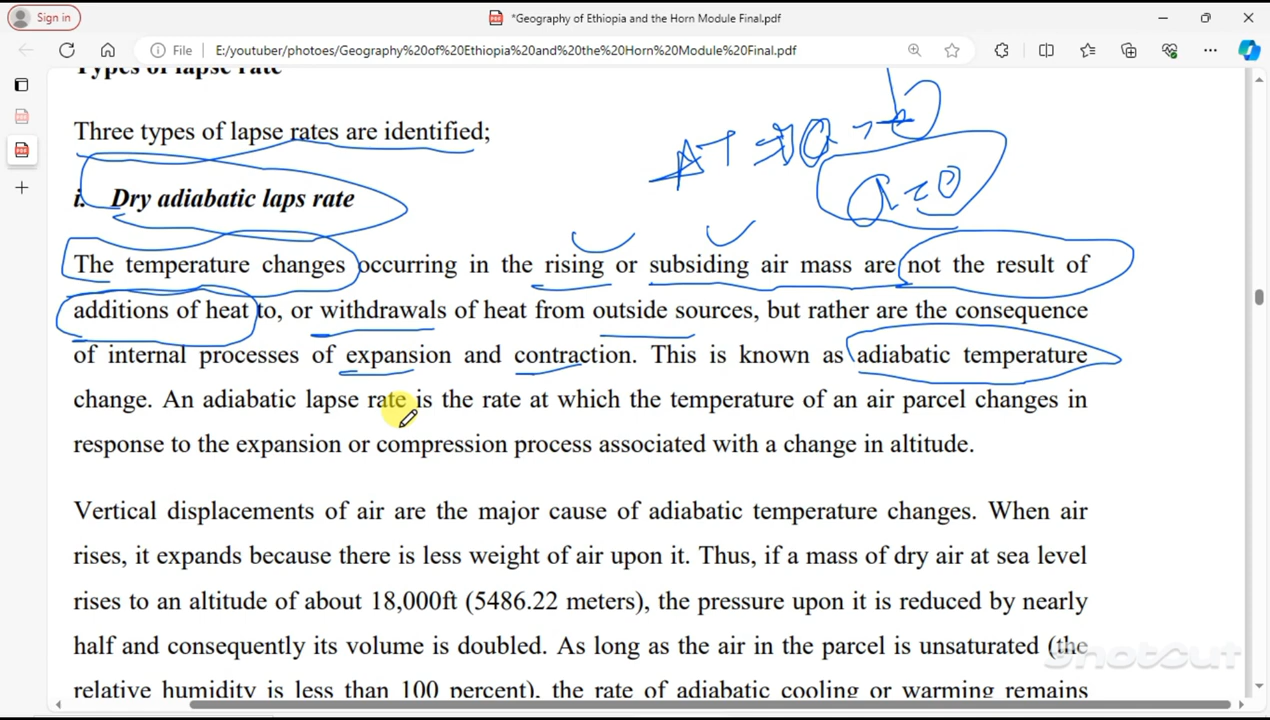 Sign in
*Geography of Ethiopia and the Horn Module Final.pdf
File
E:/youtuber/photoes/Geography%20of%20Ethiopia%20and%20the%20Horn%20Module%20Final.pdf
Types of lapse rate
Three types of lapse rates are identified;
i. Dry adiabatic laps rate
The temperature changes occurring in the rising or subsiding air mass are not the result of
additions of heat to, or withdrawals of heat from outside sources, but rather are the consequence
of internal processes of expansion and contraction. This is known as adiabatic temperature
change. An adiabatic lapse rate is the rate at which the temperature of an air parcel changes in
response to the expansion or compression process associated with a change in altitude.
Vertical displacements of air are the major cause of adiabatic temperature changes. When air
rises, it expands because there is less weight of air upon it. Thus, if a mass of dry air at sea level
rises to an altitude of about 18,000ft (5486.22 meters), the pressure upon it is reduced by nearly
half and consequently its volume is doubled. As long as the air in the parcel is unsaturated (the
relative humidity is less than 100 percent), the rate of adiabatic cooling or warming remains
Shotcut